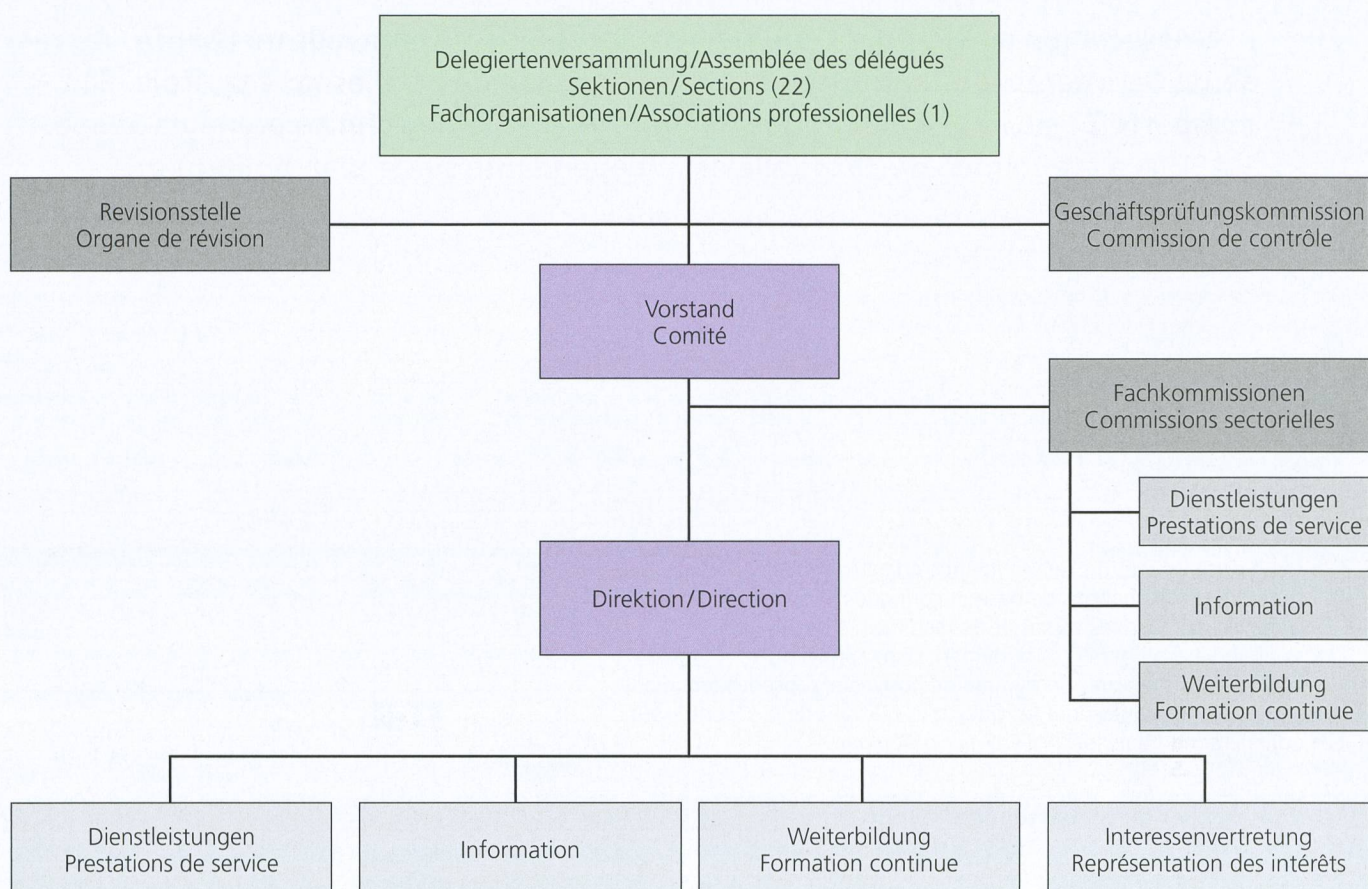 Delegiertenversammlung/Assemblée des délégués
Sektionen/Sections (22)
Fachorganisationen/Associations professionelles (1)
Revisionsstelle
Organe de révision
Geschäftsprüfungskommission
Commission de contrôle
Vorstand
Comité
Fachkommissionen
Commissions sectorielles
Dienstleistungen
Prestations de service
Information
Weiterbildung
Formation continue
Direktion/Direction
Dienstleistungen
Prestations de service
Information
Weiterbildung
Formation continue
Interessenvertretung
Représentation des intérêts